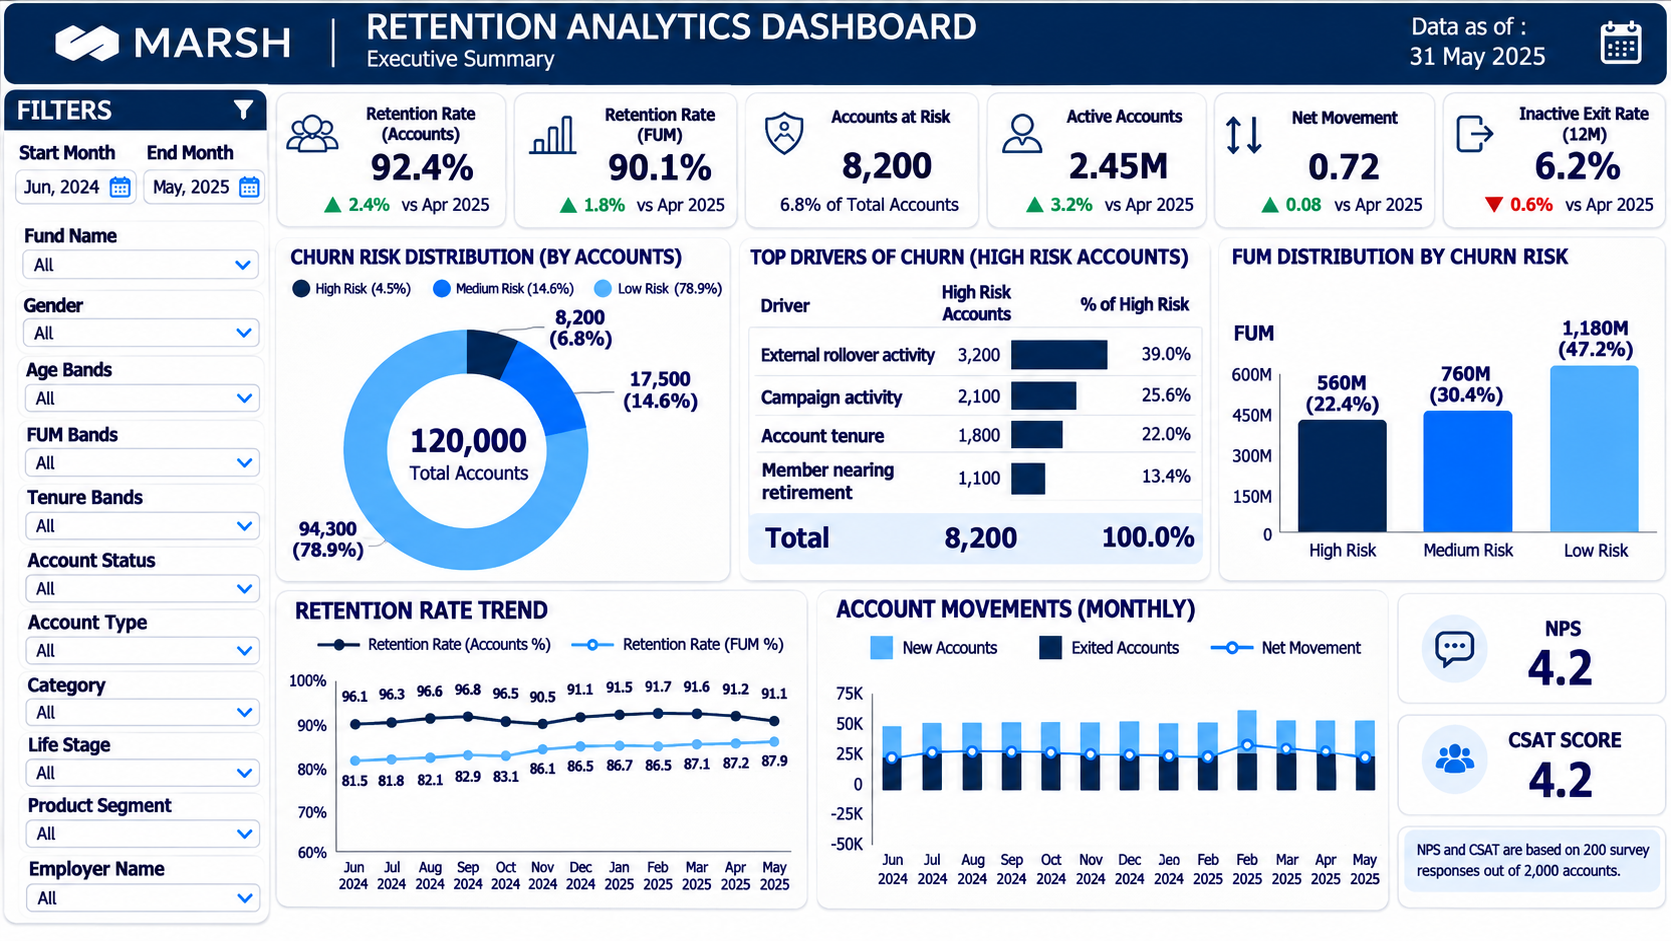 MARSH
RETENTION ANALYTICS DASHBOARD
Executive Summary
Data as of :
31 May 2025
FILTERS
Start Month
End Month
Jun, 2024
May, 2025
Fund Name
All
Gender
All
Age Bands
All
FUM Bands
All
Tenure Bands
All
Account Status
All
Account Type
All
Category
All
Life Stage
All
Product Segment
All
Employer Name
All
Retention Rate
(Accounts)
92.4%
▲ 2.4% vs Apr 2025
Retention Rate
(FUM)
90.1%
▲ 1.8% vs Apr 2025
Accounts at Risk
8,200
6.8% of Total Accounts
Active Accounts
2.45M
▲ 3.2% vs Apr 2025
Net Movement
0.72
▲ 0.08 vs Apr 2025
Inactive Exit Rate
(12M)
6.2%
▼ 0.6% vs Apr 2025
CHURN RISK DISTRIBUTION (BY ACCOUNTS)
High Risk (4.5%)
Medium Risk (14.6%)
Low Risk (78.9%)
8,200
(6.8%)
17,500
(14.6%)
120,000
Total Accounts
94,300
(78.9%)
TOP DRIVERS OF CHURN (HIGH RISK ACCOUNTS)
Driver
High Risk
Accounts
% of High Risk
External rollover activity 3,200 39.0%
Campaign activity 2,100 25.6%
Account tenure 1,800 22.0%
Member nearing
retirement
1,100 13.4%
Total 8,200 100.0%
FUM DISTRIBUTION BY CHURN RISK
FUM
600M
450M
300M
150M
0
560M
(22.4%)
760M
(30.4%)
1,180M
(47.2%)
High Risk
Medium Risk
Low Risk
RETENTION RATE TREND
Retention Rate (Accounts %)
Retention Rate (FUM %)
100%
90%
80%
70%
60%
96.1 96.3 96.6 96.8 96.5 90.5 91.1 91.5 91.7 91.6 91.2 91.1
81.5 81.8 82.1 82.9 83.1 86.1 86.5 86.7 86.5 87.1 87.2 87.9
Jun Jul Aug Sep Oct Nov Dec Jan Feb Mar Apr May
2024 2024 2024 2024 2024 2024 2024 2025 2025 2025 2025 2025
ACCOUNT MOVEMENTS (MONTHLY)
New Accounts
Exited Accounts
Net Movement
75K
50K
25K
0
-25K
-50K
Jun Jul Aug Sep Oct Nov Dec Jeo Feb Feb Mar Apr May
2024 2024 2024 2024 2024 2024 2024 2024 2025 2025 2025 2025 2025
NPS
4.2
CSAT SCORE
4.2
NPS and CSAT are based on 200 survey
responses out of 2,000 accounts.